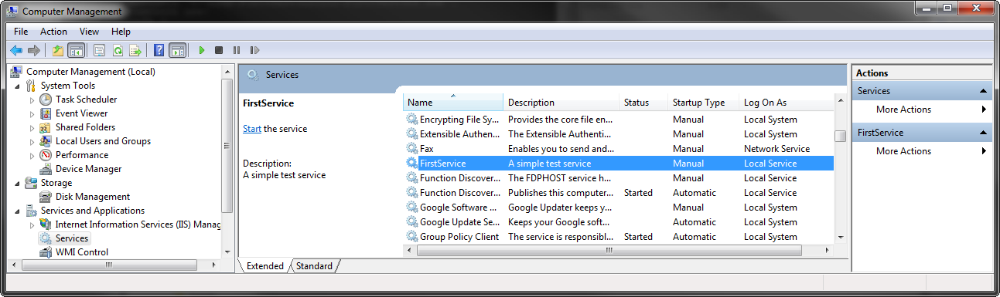 Computer Management
File Action View Help
Computer Management (Local)
System Tools
Task Scheduler
Event Viewer
Shared Folders
Local Users and Groups
Performance
Device Manager
Storage
Disk Management
Services and Applications
Internet Information Services (IIS) Manag
Services
WMI Control
Services
FirstService
Start the service
Description:
A simple test service
Name Description Status Startup Type Log On As
Encrypting File Sy... Provides the core file en... Manual Local System
Extensible Authen... The Extensible Authenti... Manual Local System
Fax Enables you to send and... Manual Network Service
FirstService A simple test service Manual Local Service
Function Discover... The FDPHOST service h... Manual Local Service
Function Discover... Publishes this computer... Started Automatic Local Service
Google Software ... Google Updater keeps y... Manual Local System
Google Update Se... Keeps your Google soft... Automatic Local System
Group Policy Client The service is responsibl... Started Automatic Local System
Extended Standard
Actions
Services
More Actions
FirstService
More Actions